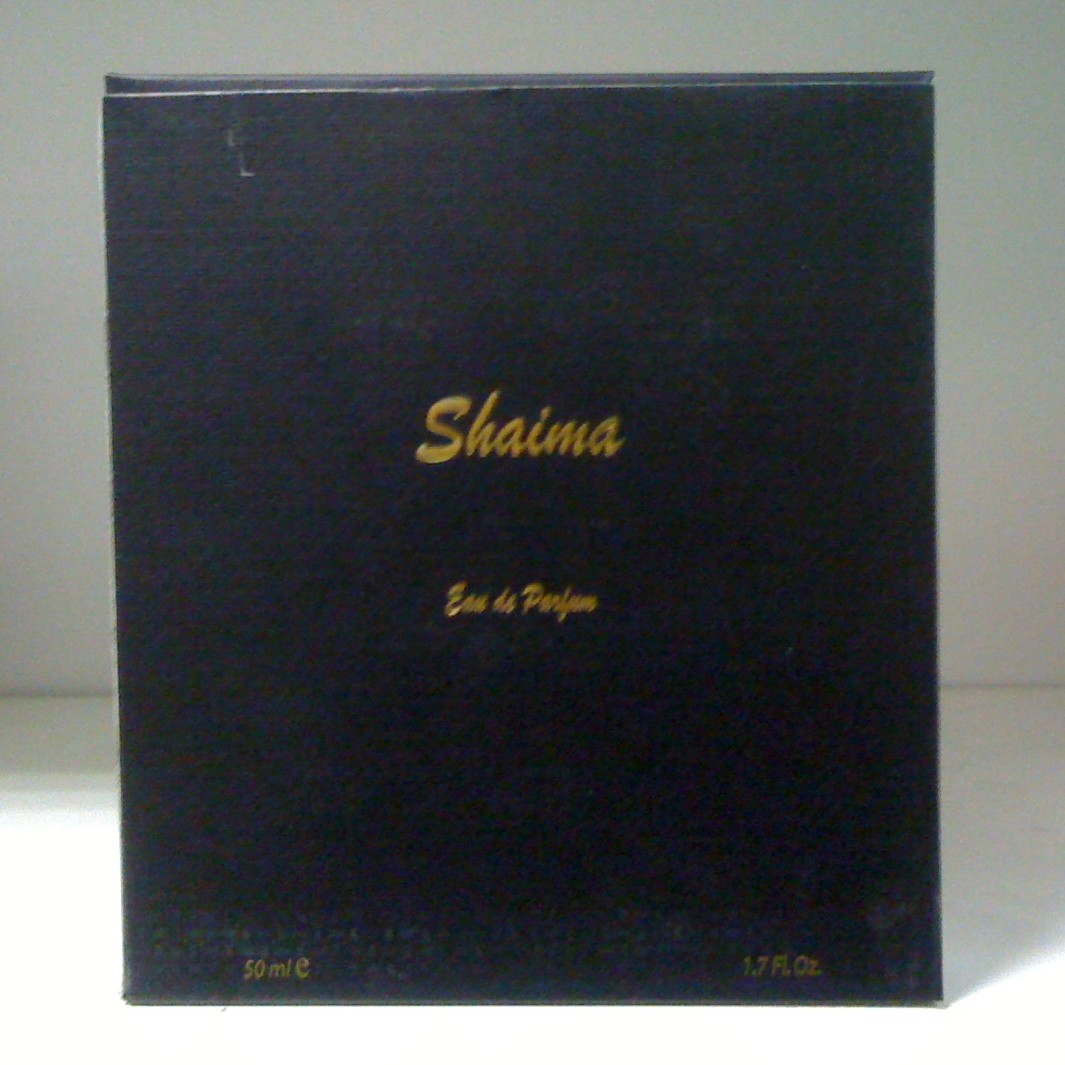 Shaima
Eau de Parfum
50 ml e 1.7 Fl. Oz.